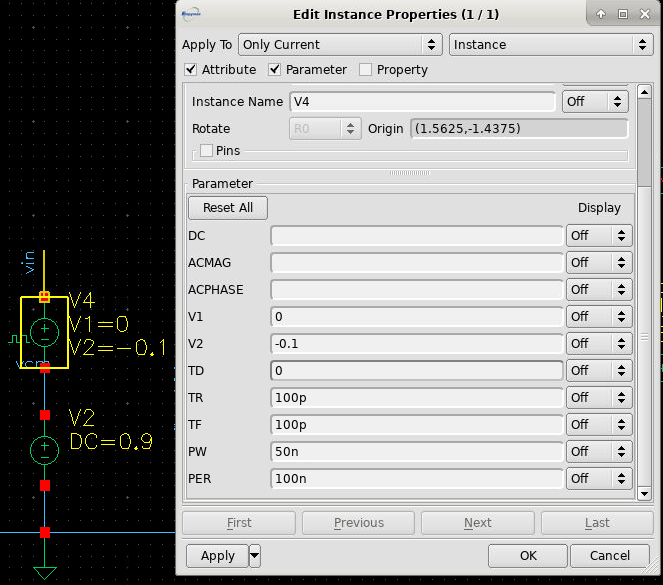 Edit Instance Properties (1 / 1)
Apply To Only Current Instance
Attribute Parameter Property
Instance Name V4 Off
Rotate R0 Origin (1.5625,-1.4375)
Pins
Parameter
Reset All Display
DC Off
ACMAG Off
ACPHASE Off
V1 0 Off
V2 -0.1 Off
TD 0 Off
TR 100p Off
TF 100p Off
PW 50n Off
PER 100n Off
First Previous Next Last
Apply OK Cancel
vin
V4
V1=0
V2=-0.1
vcm
V2
DC=0.9